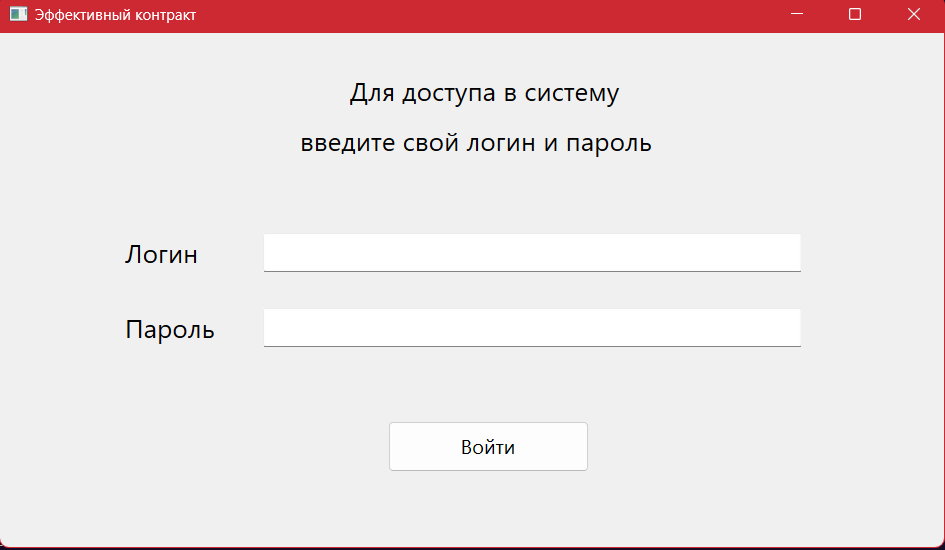 Эффективный контракт
Для доступа в систему
введите свой логин и пароль
Логин
Пароль
Войти